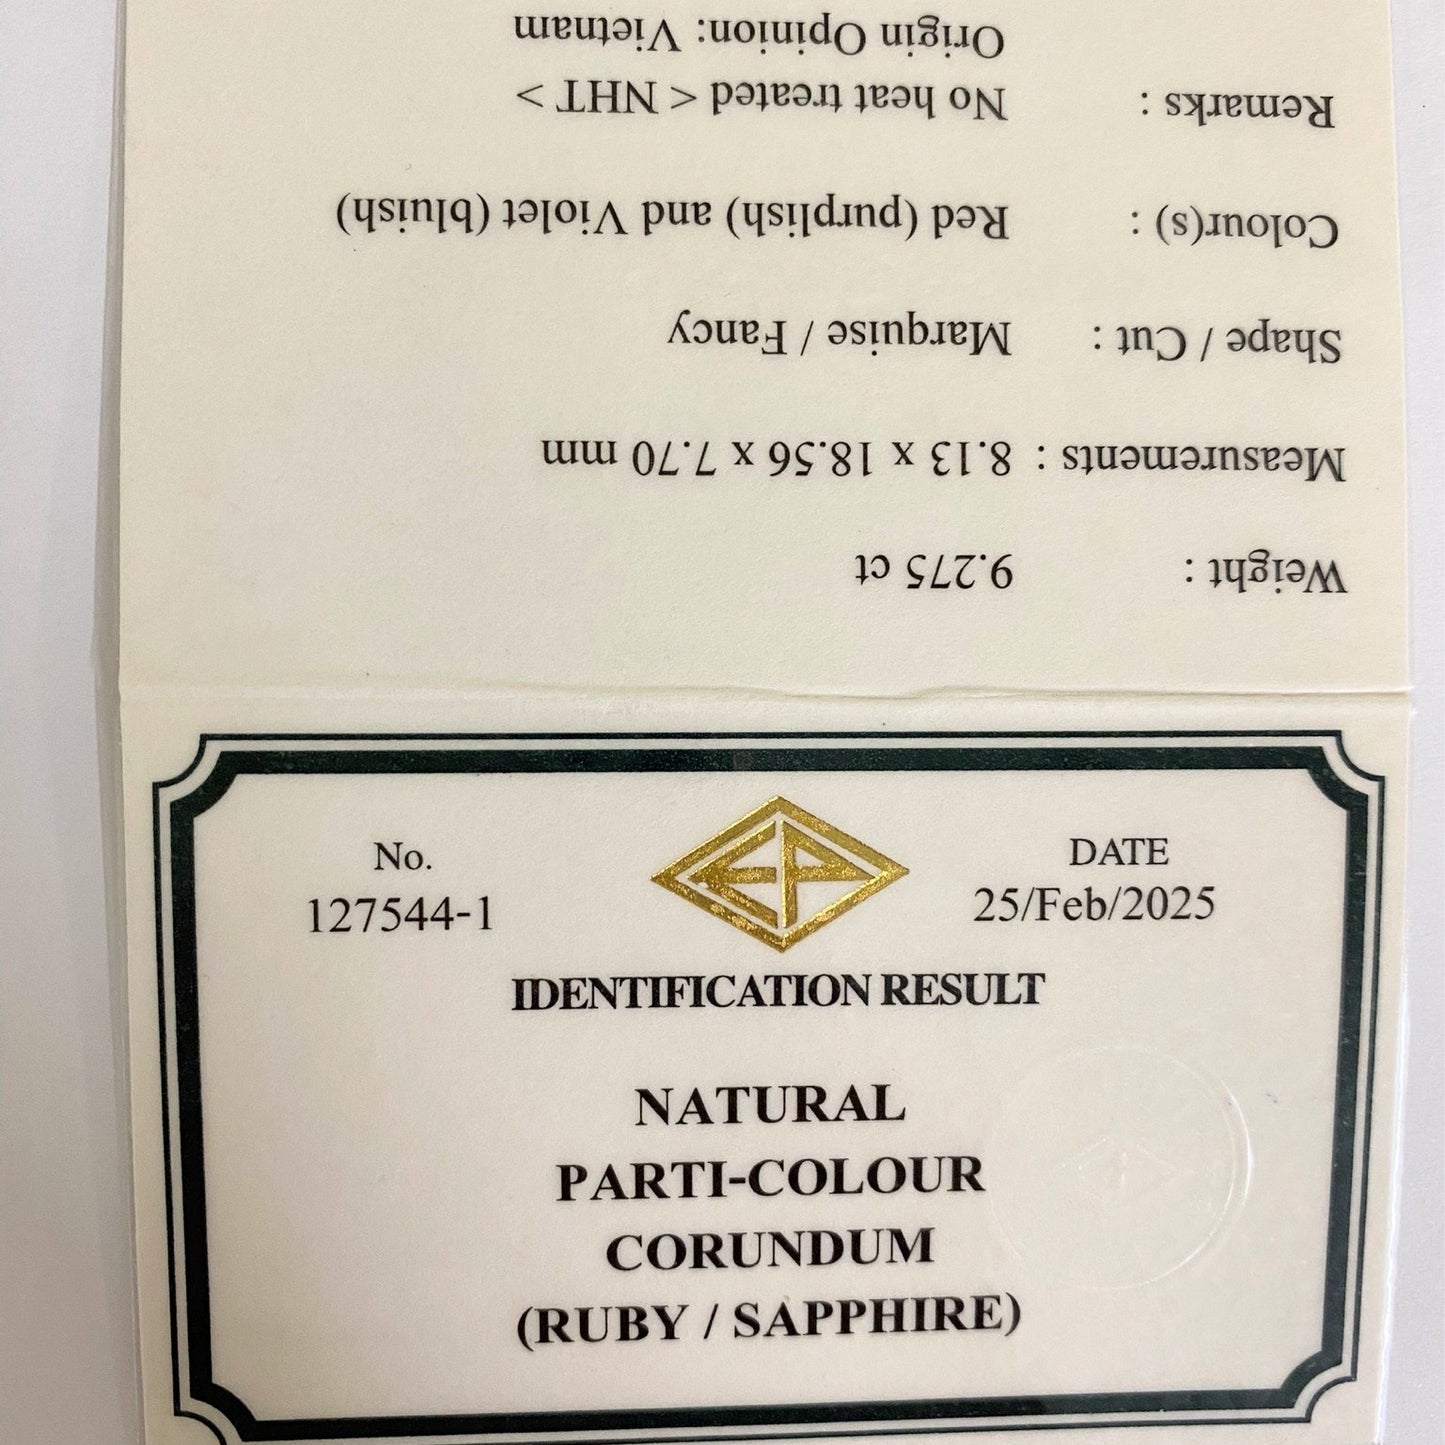 No.
127544-1
EP
DATE
25/Feb/2025
IDENTIFICATION RESULT
NATURAL
PARTI-COLOUR
CORUNDUM
(RUBY / SAPPHIRE)
Weight : 9.275 ct
Measurements : 8.13 x 18.56 x 7.70 mm
Shape / Cut : Marquise / Fancy
Colour(s) : Red (purplish) and Violet (bluish)
Remarks : No heat treated < NHT >
Origin Opinion: Vietnam